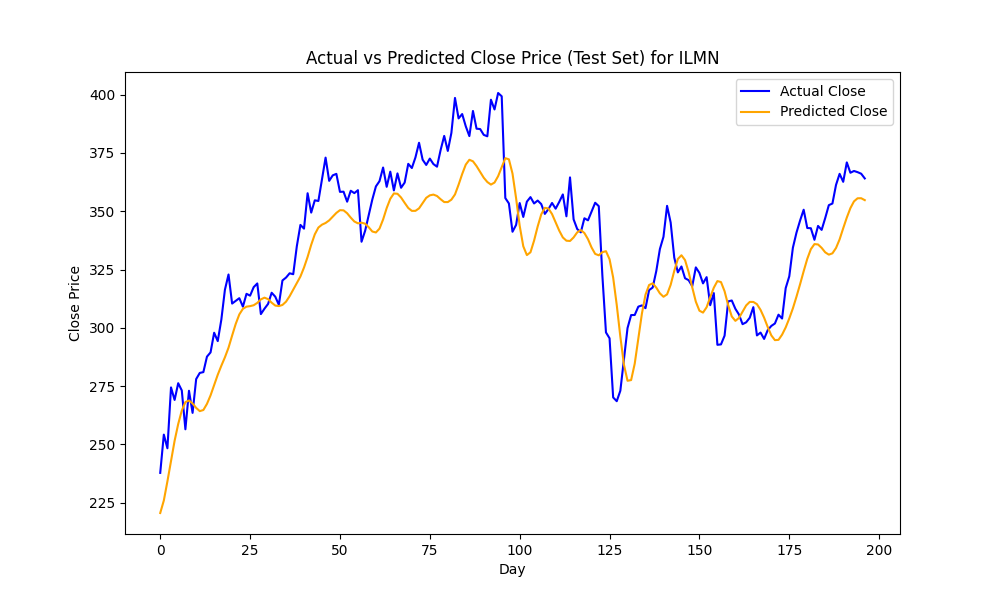 Actual vs Predicted Close Price (Test Set) for ILMN
Actual Close
Predicted Close
Close Price
400
375
350
325
300
275
250
225
0 25 50 75 100 125 150 175 200
Day